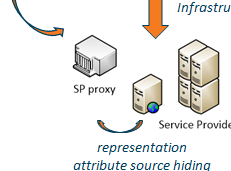 Infrastru
SP proxy
Service Provide
representation
attribute source hiding